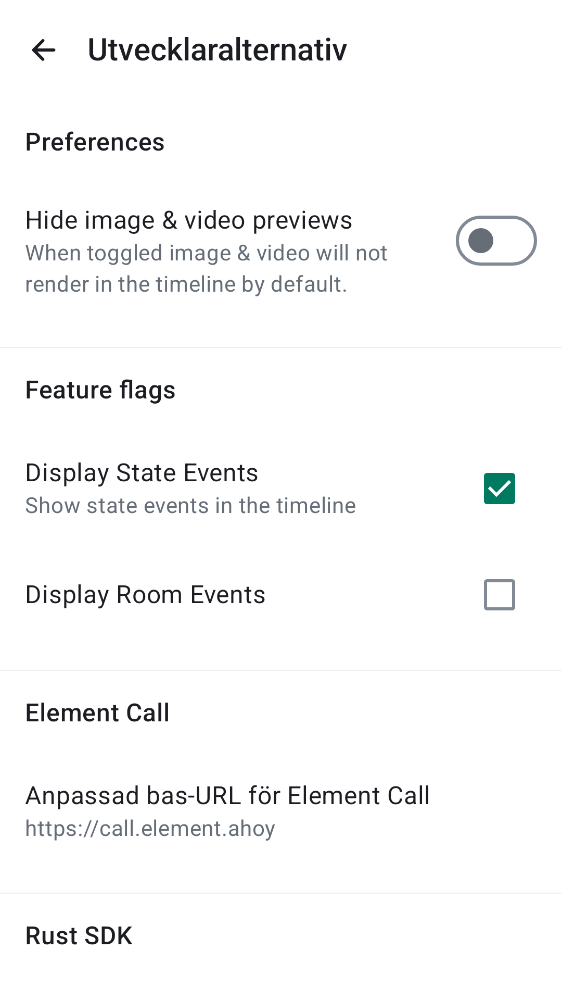 Utvecklaralternativ
Preferences
Hide image & video previews
When toggled image & video will not
render in the timeline by default.
Feature flags
Display State Events
Show state events in the timeline
Display Room Events
Element Call
Anpassad bas-URL för Element Call
https://call.element.ahoy
Rust SDK